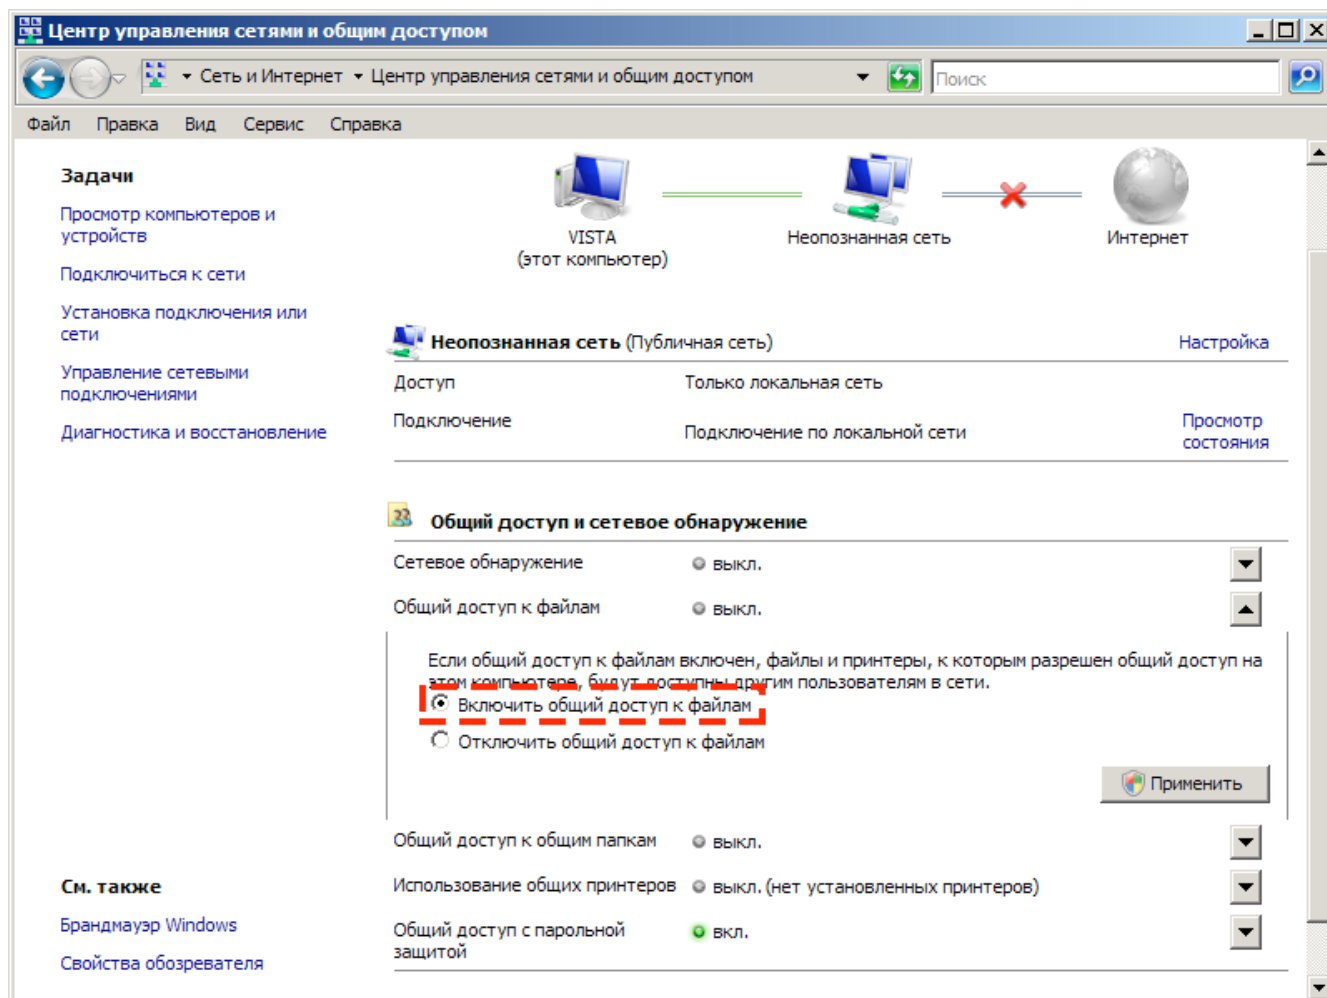 Центр управления сетями и общим доступом
Сеть и Интернет
Центр управления сетями и общим доступом
Поиск
Файл Правка Вид Сервис Справка
Задачи
Просмотр компьютеров и
устройств
Подключиться к сети
Установка подключения или
сети
Управление сетевыми
подключениями
Диагностика и восстановление
VISTA
(этот компьютер)
Неопознанная сеть
Интернет
Неопознанная сеть (Публичная сеть)
Настройка
Доступ
Только локальная сеть
Подключение
Подключение по локальной сети
Просмотр
состояния
Общий доступ и сетевое обнаружение
Сетевое обнаружение
выкл.
Общий доступ к файлам
выкл.
Если общий доступ к файлам включен, файлы и принтеры, к которым разрешен общий доступ на
этом компьютере, будут доступны другим пользователям в сети.
Включить общий доступ к файлам
Отключить общий доступ к файлам
Применить
Общий доступ к общим папкам
выкл.
Использование общих принтеров
выкл. (нет установленных принтеров)
Общий доступ с парольной
защитой
вкл.
См. также
Брандмауэр Windows
Свойства обозревателя